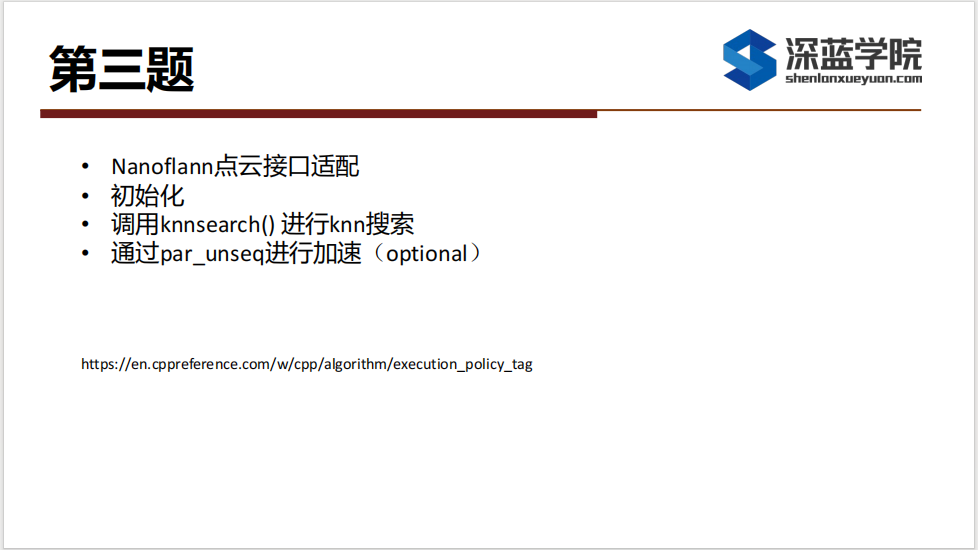 第三题
深蓝学院
shenlanxueyuan.com
• Nanoflann点云接口适配
• 初始化
• 调用knnsearch() 进行knn搜索
• 通过par_unseq进行加速（optional）
https://en.cppreference.com/w/cpp/algorithm/execution_policy_tag